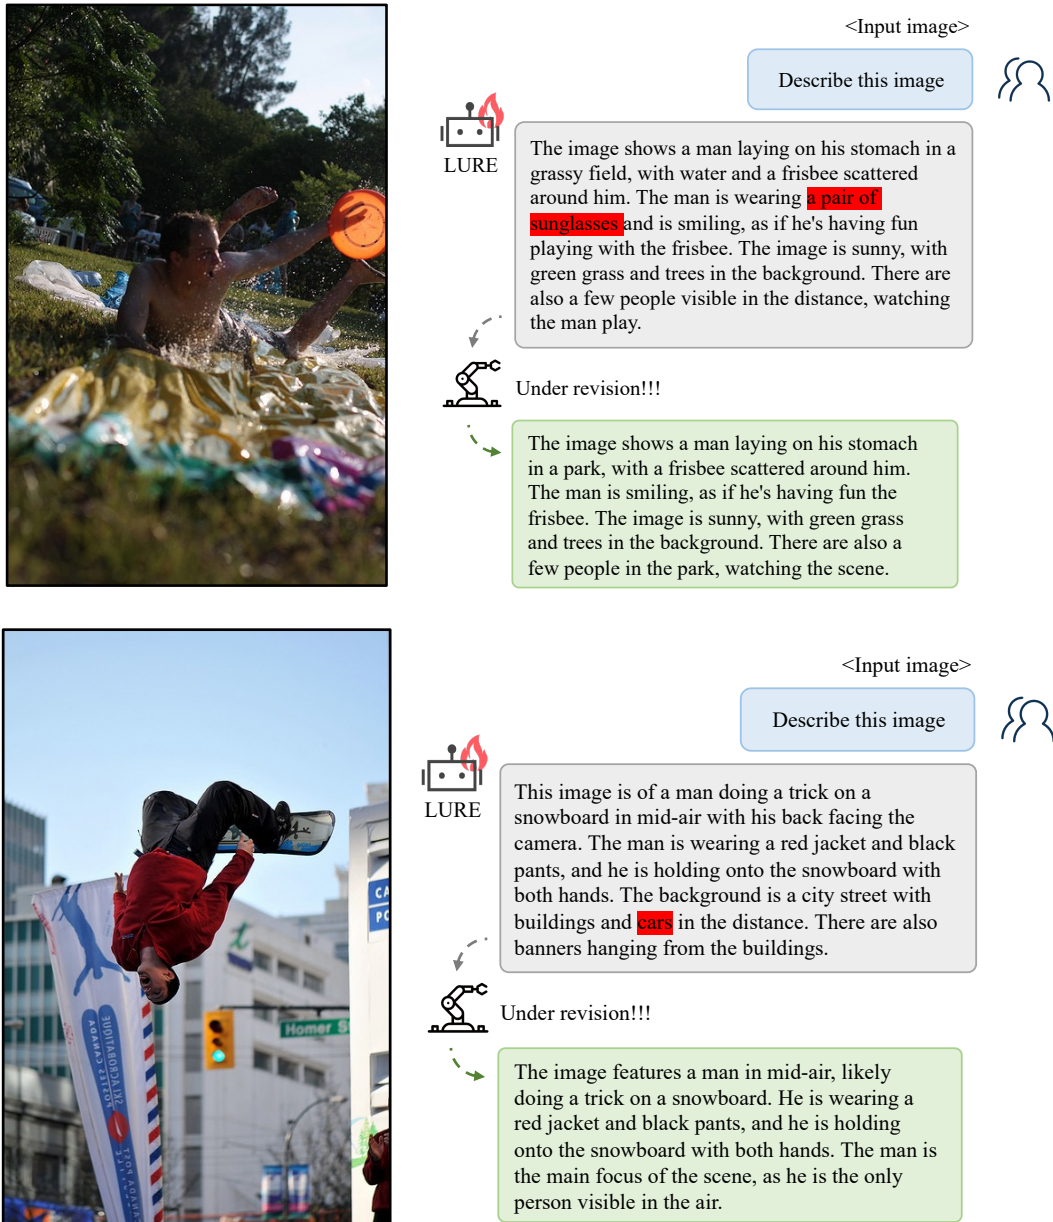 <Input image>
Describe this image
LURE
The image shows a man laying on his stomach in a
grassy field, with water and a frisbee scattered
around him. The man is wearing a pair of
sunglasses and is smiling, as if he's having fun
playing with the frisbee. The image is sunny, with
green grass and trees in the background. There are
also a few people visible in the distance, watching
the man play.
Under revision!!!
The image shows a man laying on his stomach
in a park, with a frisbee scattered around him.
The man is smiling, as if he's having fun the
frisbee. The image is sunny, with green grass
and trees in the background. There are also a
few people in the park, watching the scene.
<Input image>
Describe this image
LURE
This image is of a man doing a trick on a
snowboard in mid-air with his back facing the
camera. The man is wearing a red jacket and black
pants, and he is holding onto the snowboard with
both hands. The background is a city street with
buildings and cars in the distance. There are also
banners hanging from the buildings.
Under revision!!!
The image features a man in mid-air, likely
doing a trick on a snowboard. He is wearing a
red jacket and black pants, and he is holding
onto the snowboard with both hands. The man is
the main focus of the scene, as he is the only
person visible in the air.
CA
PO
t
Homer S
POSTES CANADA
SKI ACROBATIQUE